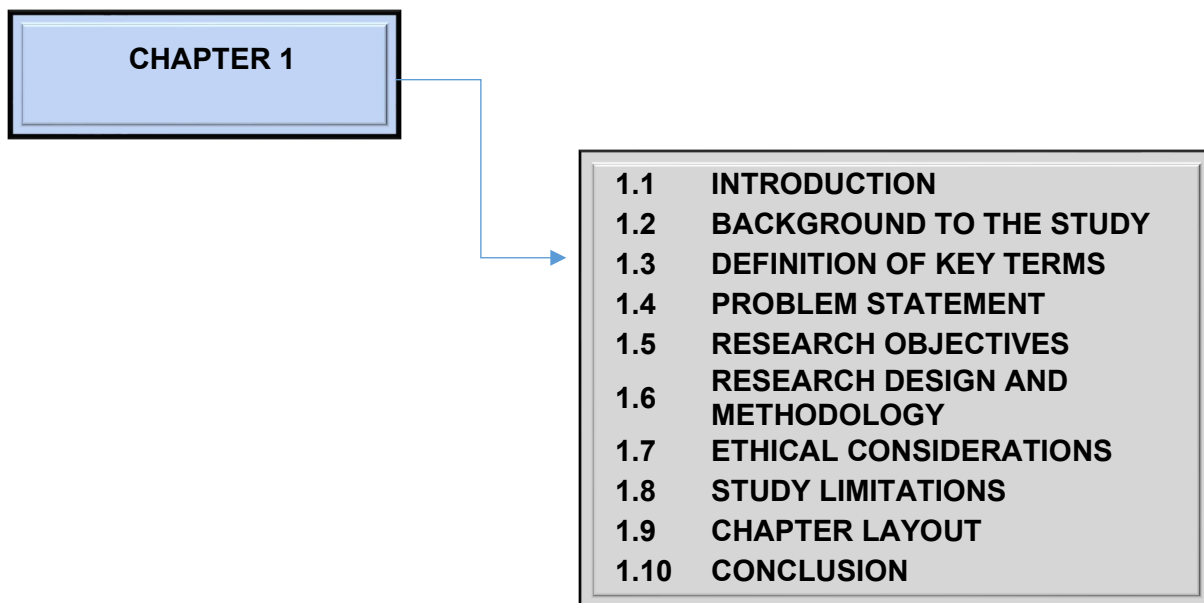 CHAPTER 1
1.1 INTRODUCTION
1.2 BACKGROUND TO THE STUDY
1.3 DEFINITION OF KEY TERMS
1.4 PROBLEM STATEMENT
1.5 RESEARCH OBJECTIVES
1.6 RESEARCH DESIGN AND
METHODOLOGY
1.7 ETHICAL CONSIDERATIONS
1.8 STUDY LIMITATIONS
1.9 CHAPTER LAYOUT
1.10 CONCLUSION